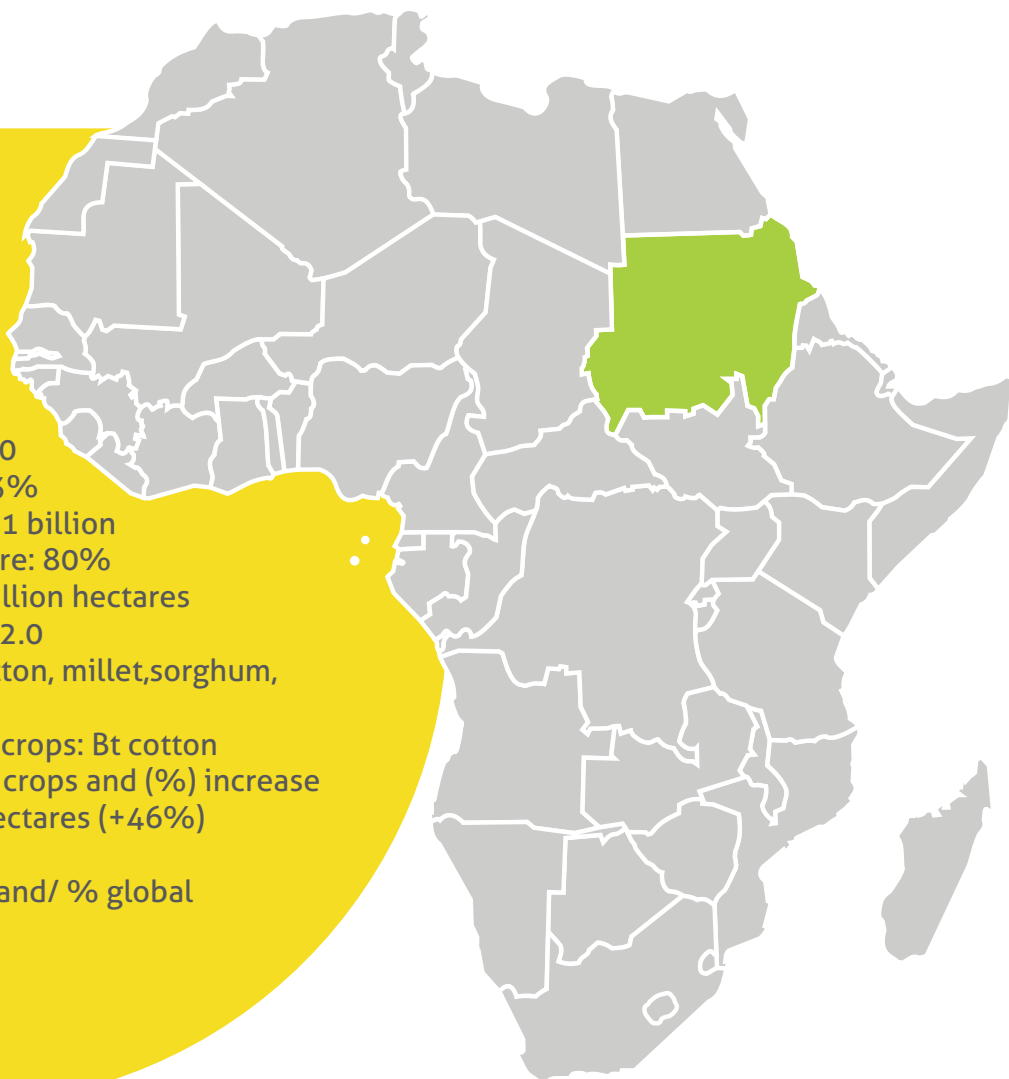 0
%
1 billion
re: 80%
llion hectares
2.0
ton, millet,sorghum,
crops: Bt cotton
crops and (%) increase
ectares (+46%)
and/ % global